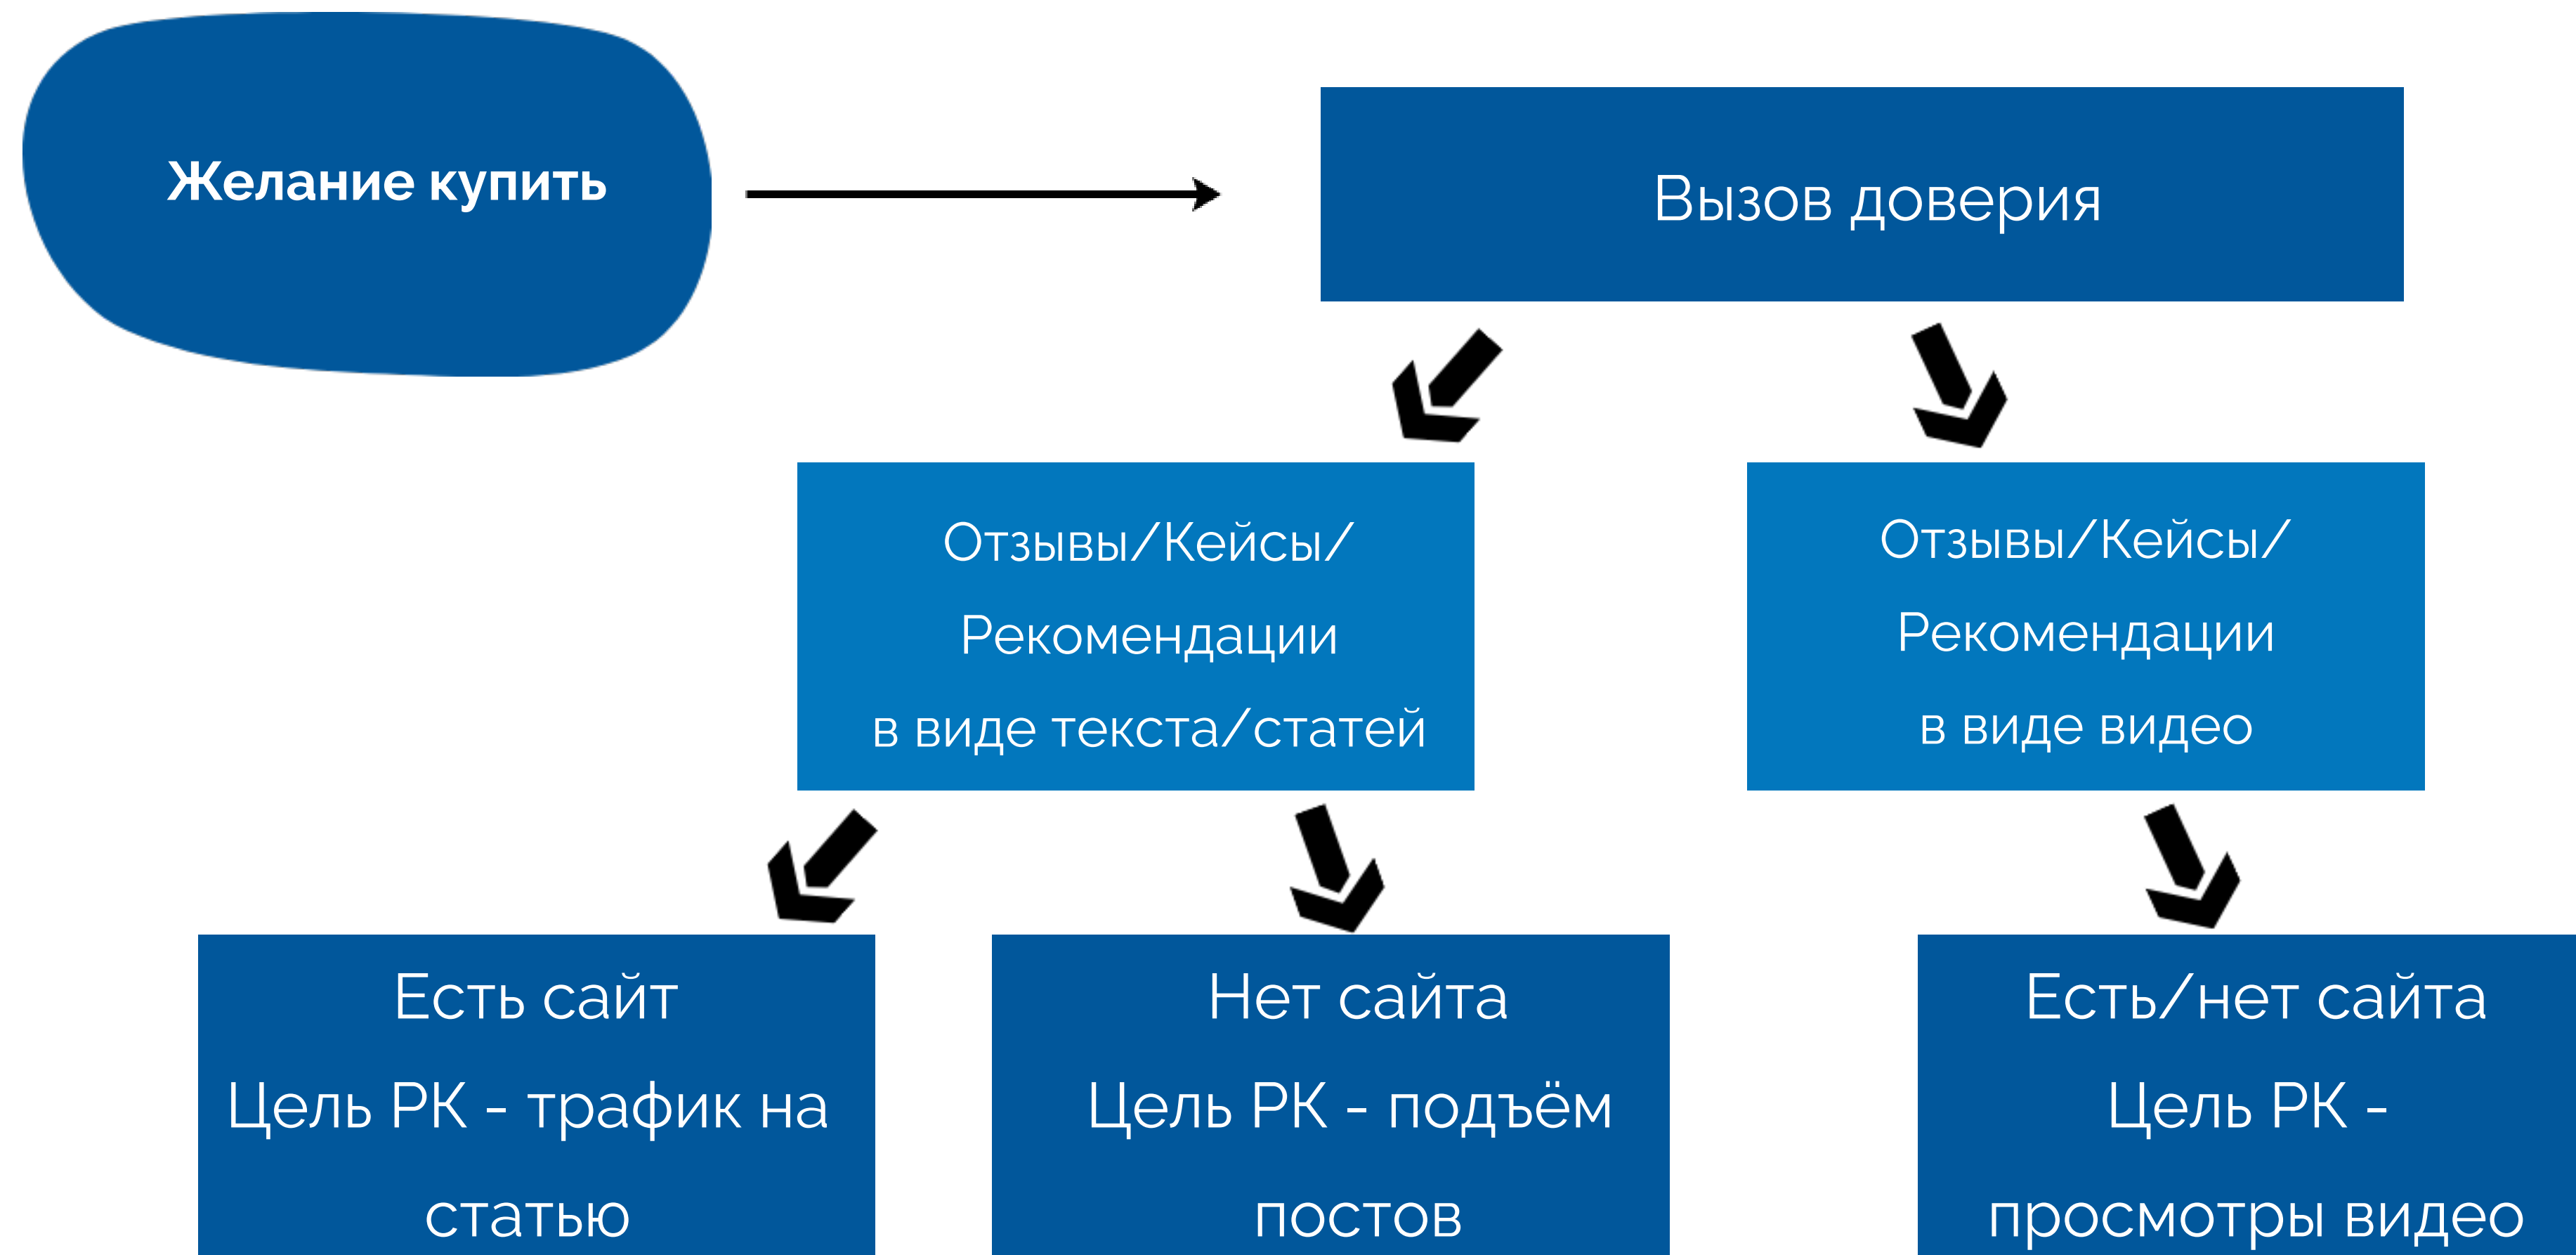 Желание купить
Вызов доверия
Отзывы/Кейсы/
Рекомендации
в виде текста/статей
Отзывы/Кейсы/
Рекомендации
в виде видео
Есть сайт
Цель РК - трафик на
статью
Нет сайта
Цель РК - подъём
постов
Есть/нет сайта
Цель РК -
просмотры видео